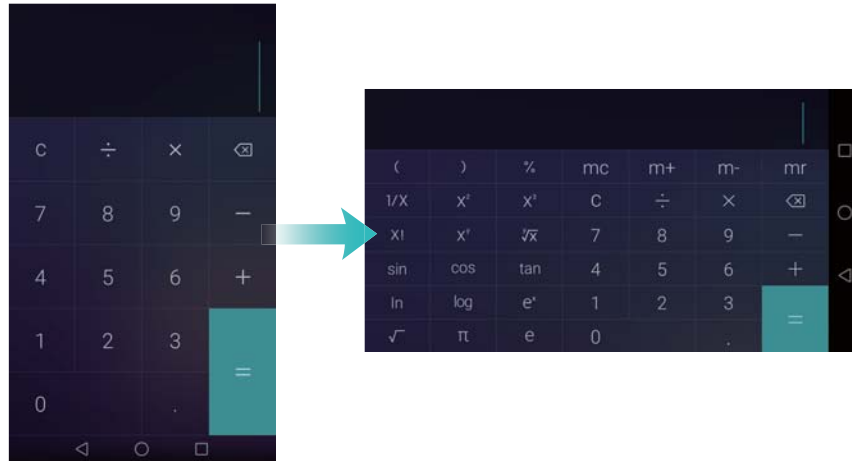 C ÷ ×
7 8 9 −
4 5 6 +
1 2 3 =
0 .
( ) % mc m+ m- mr
1/X X² X³ C ÷ ×
X! Xʸ ʸ√x 7 8 9 −
sin cos tan 4 5 6 +
ln log eˣ 1 2 3 =
√ π e 0 .